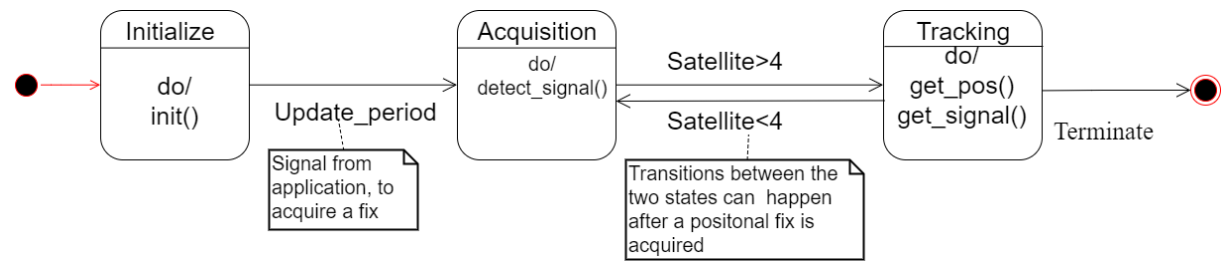 Initialize
do/
init()
Update_period
Signal from
application, to
acquire a fix
Acquisition
do/
detect_signal()
Satellite>4
Satellite<4
Transitions between the
two states can happen
after a positonal fix is
acquired
Tracking
do/
get_pos()
get_signal()
Terminate